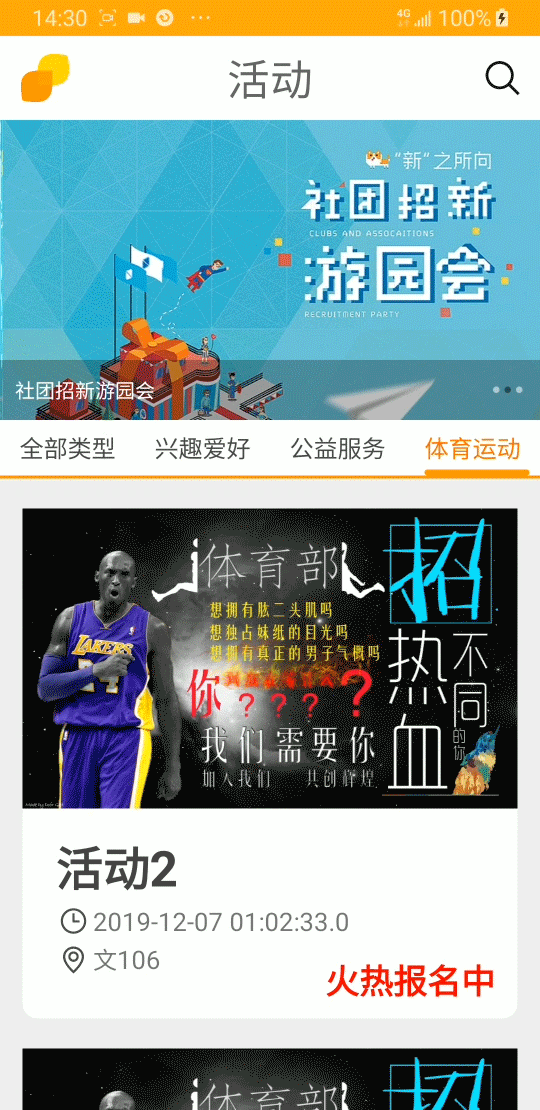 14:30
4G
100%
活动
“新”之所向
社团招新
CLUBS AND ASSOCAITIONS
游园会
RECRUITMENT PARTY
社团招新游园会
全部类型 兴趣爱好 公益服务 体育运动
体育部
想拥有肱二头肌吗
想独占妹纸的目光吗
想拥有真正的男子气概吗
你
? ? ? ?
我们需要你
加入我们 共创辉煌
招
热血
不同
的你
LAKERS
24
活动2
2019-12-07 01:02:33.0
文106
火热报名中
体育部
招